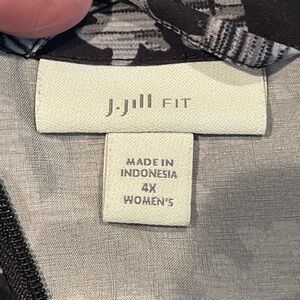 J.Jill FIT
MADE IN
INDONESIA
4X
WOMEN'S